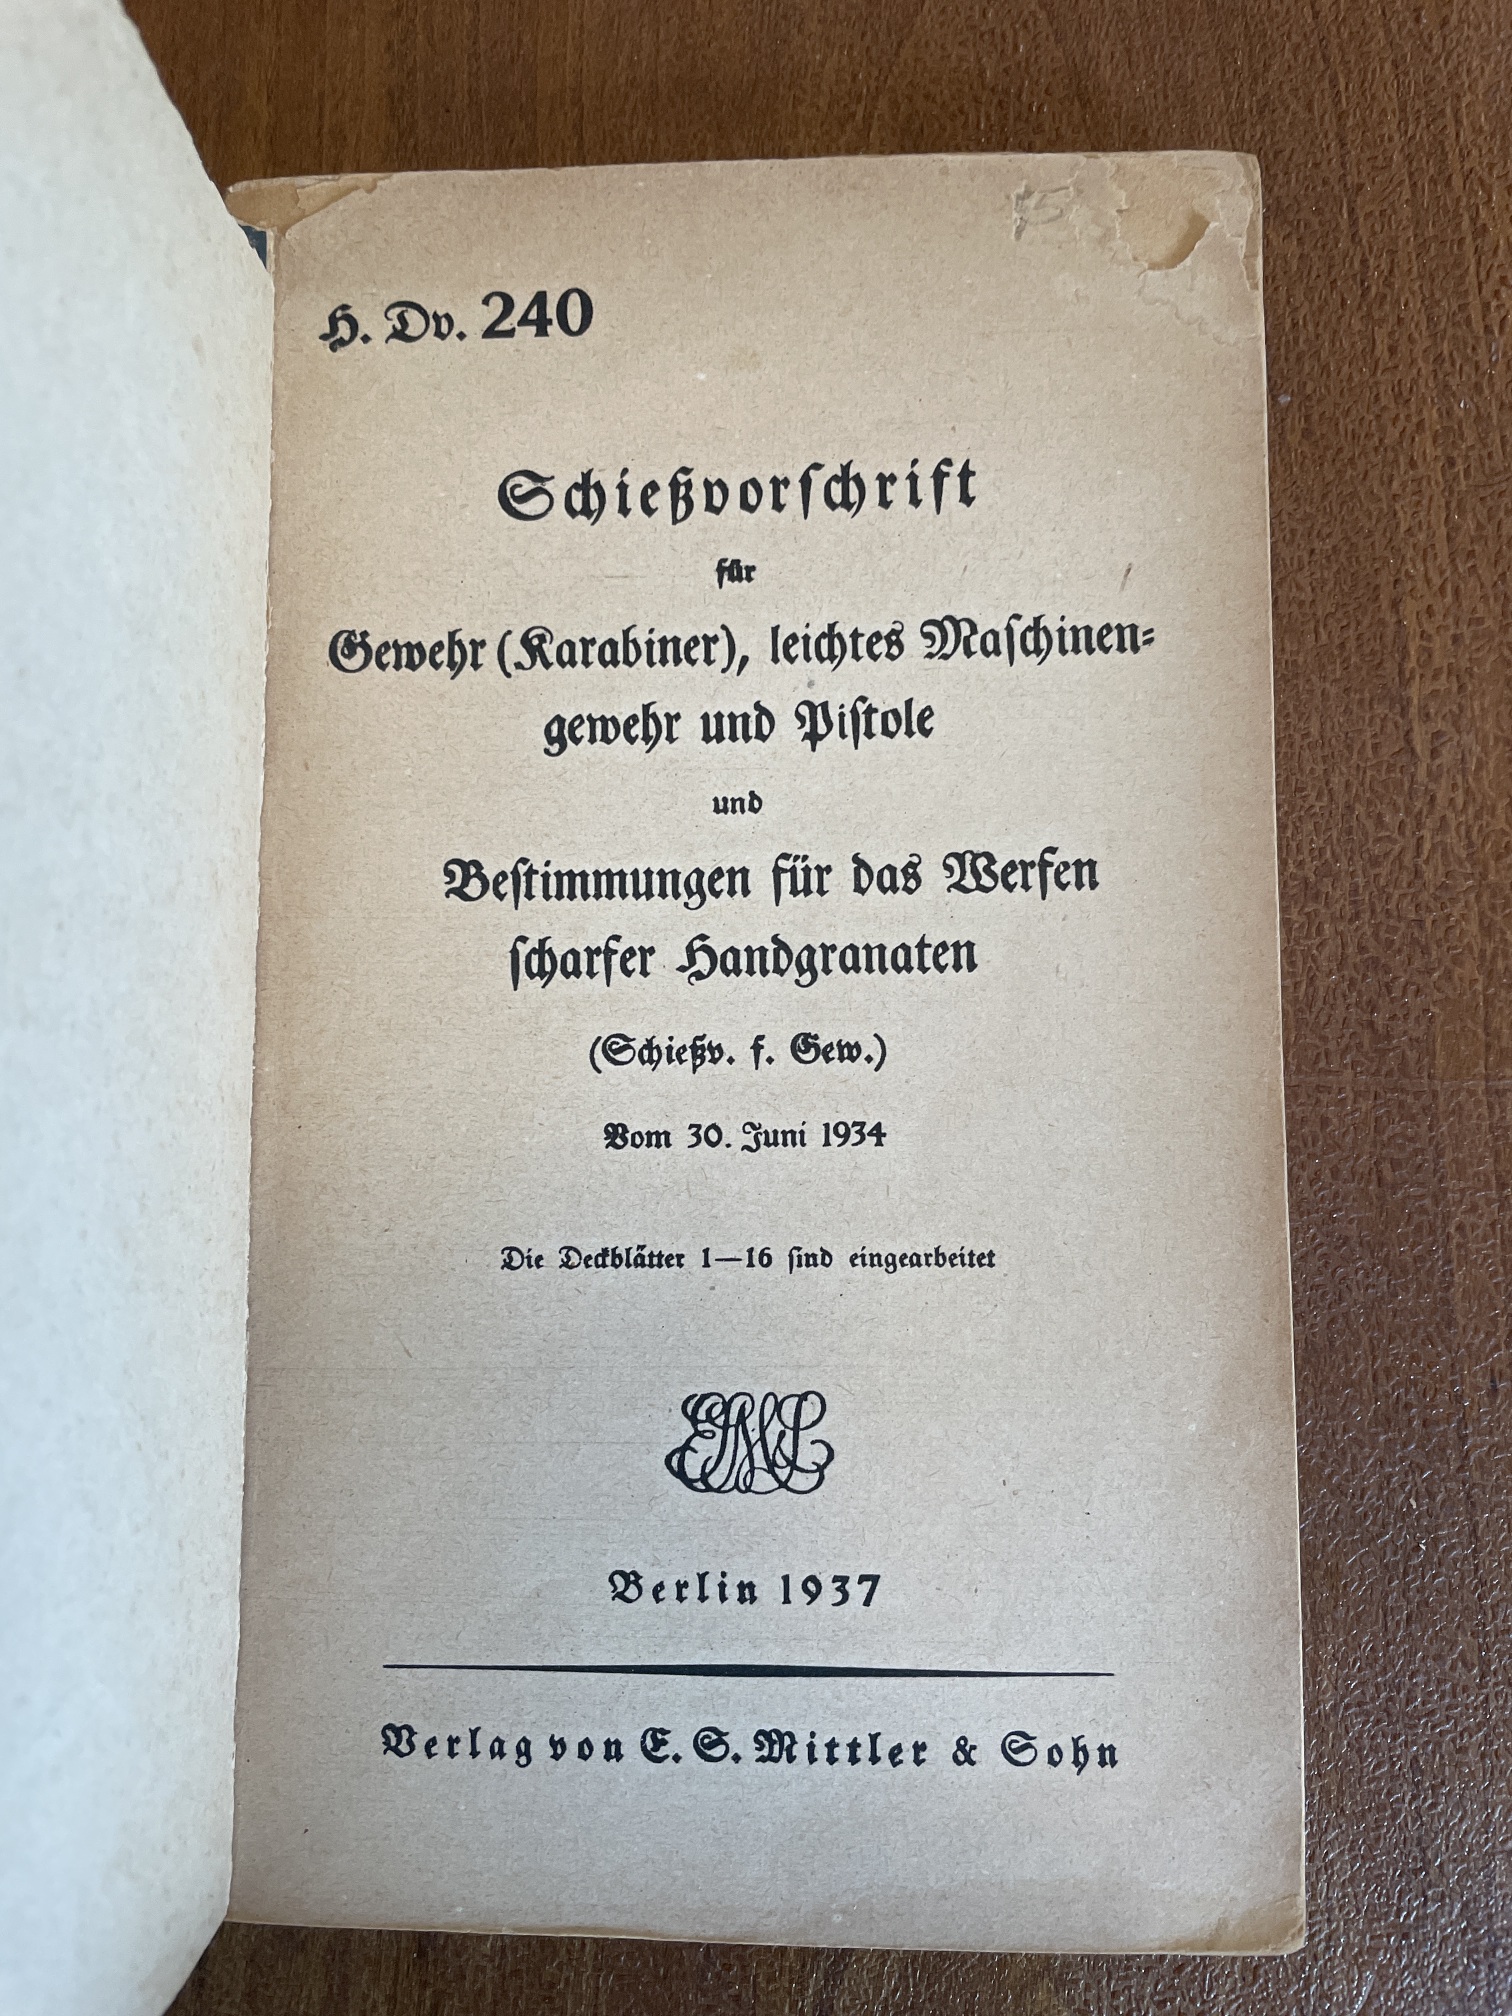 H. Dv. 240
Schießvorſchrift
für
Gewehr (Karabiner), leichtes Maſchinen-
gewehr und Piſtole
und
Beſtimmungen für das Werfen
ſcharfer Handgranaten
(Schießv. f. Gew.)
Vom 30. Juni 1934
Die Deckblätter 1—16 ſind eingearbeitet
Berlin 1937
Verlag von E. S. Mittler & Sohn